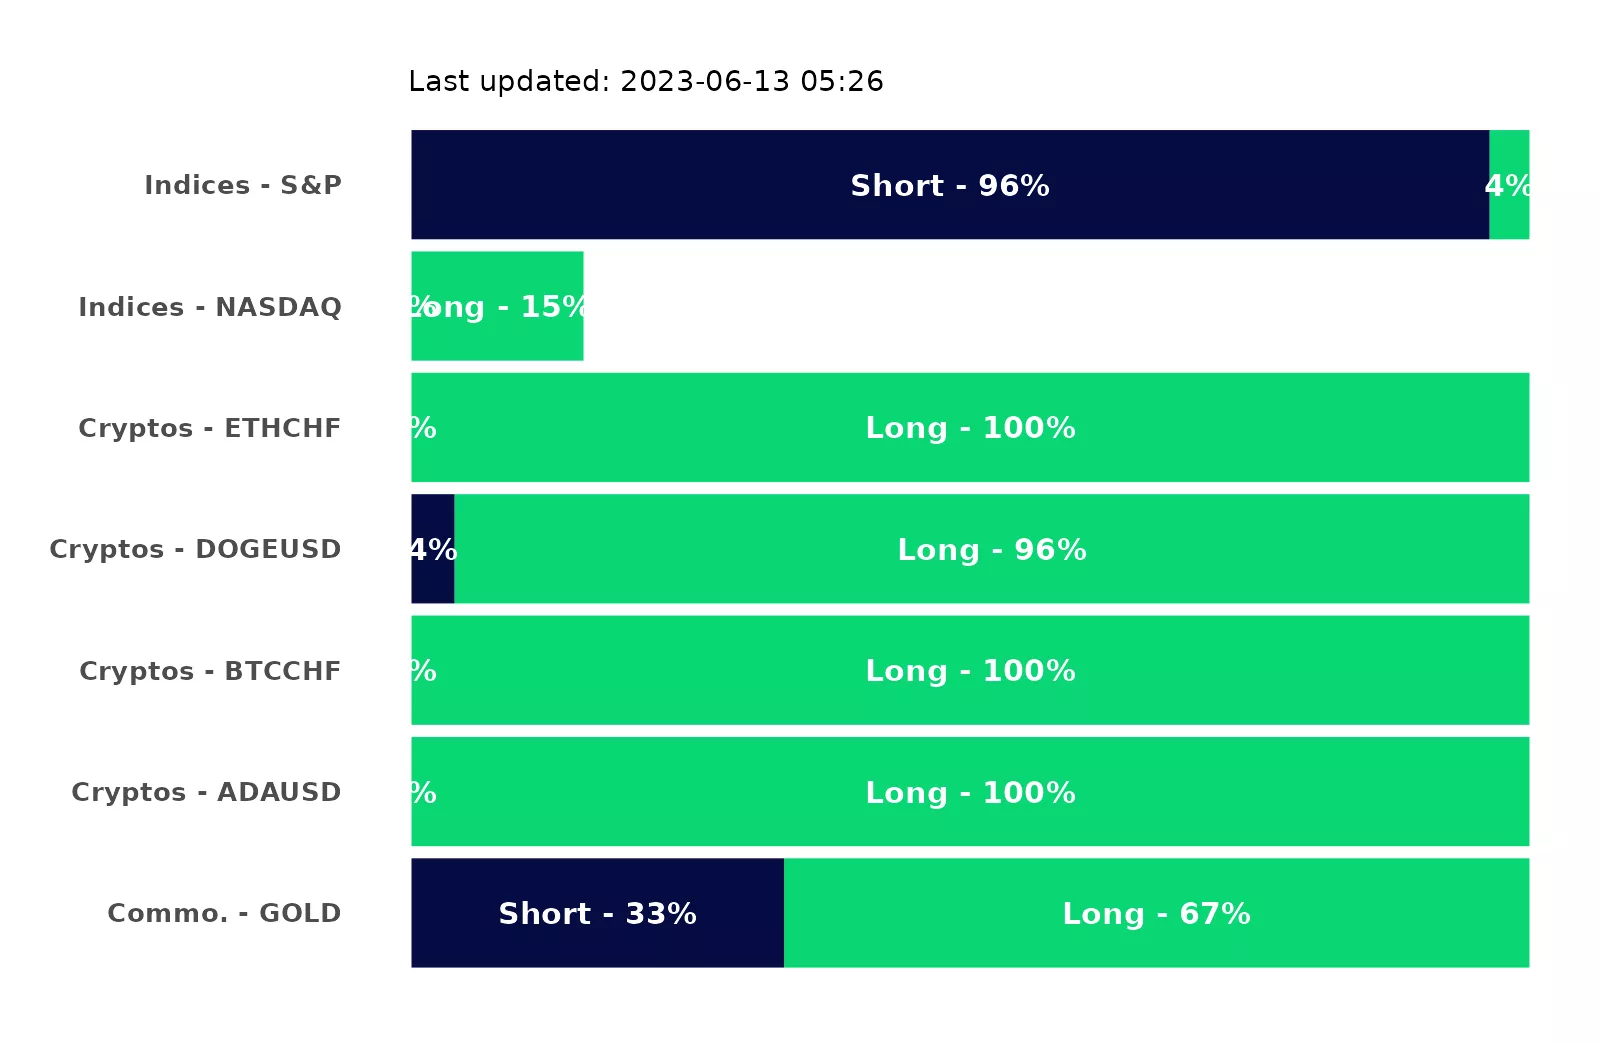 Last updated: 2023-06-13 05:26
Indices - S&P Short - 96% 4%
Indices - NASDAQ % Long - 15%
Cryptos - ETHCHF % Long - 100%
Cryptos - DOGEUSD 4% Long - 96%
Cryptos - BTCCHF % Long - 100%
Cryptos - ADAUSD % Long - 100%
Commo. - GOLD Short - 33% Long - 67%